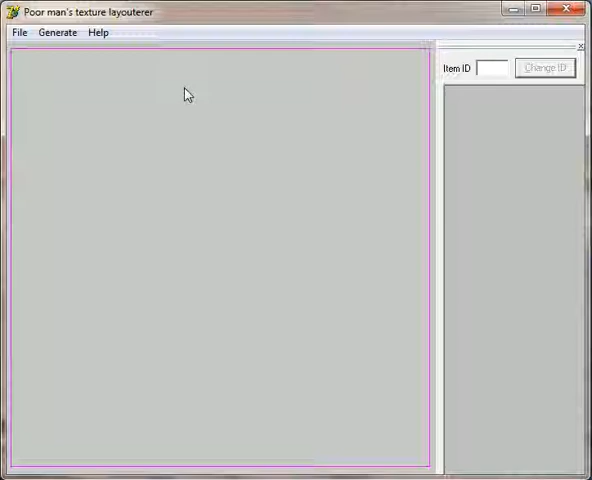 Poor man's texture layouterer
File Generate Help
Item ID Change ID